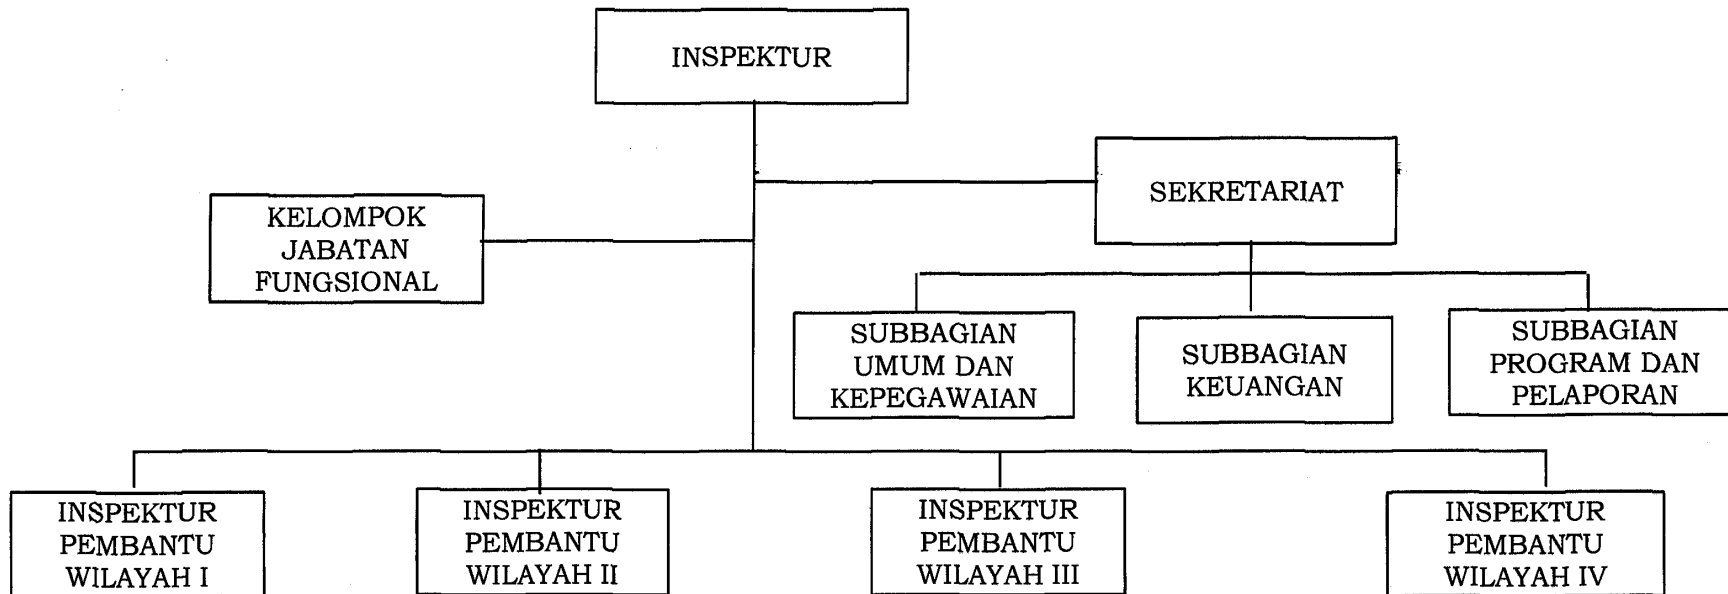 INSPEKTUR
SEKRETARIAT
KELOMPOK
JABATAN
FUNGSIONAL
SUBBAGIAN
UMUM DAN
KEPEGAWAIAN
SUBBAGIAN
KEUANGAN
SUBBAGIAN
PROGRAM DAN
PELAPORAN
INSPEKTUR
PEMBANTU
WILAYAH I
INSPEKTUR
PEMBANTU
WILAYAH II
INSPEKTUR
PEMBANTU
WILAYAH III
INSPEKTUR
PEMBANTU
WILAYAH IV